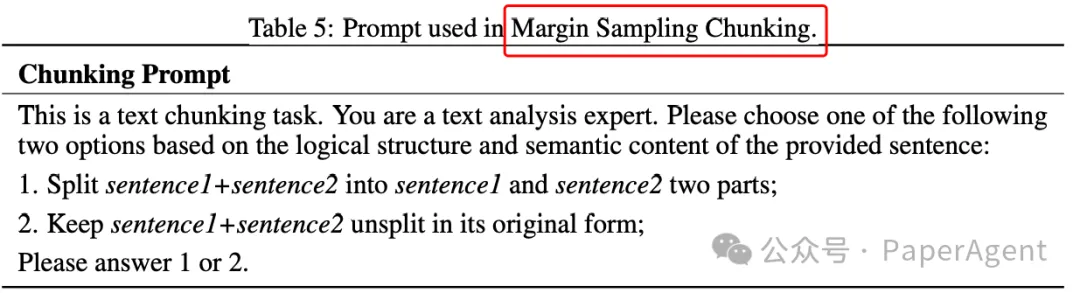 Table 5: Prompt used in Margin Sampling Chunking.
Chunking Prompt
This is a text chunking task. You are a text analysis expert. Please choose one of the following
two options based on the logical structure and semantic content of the provided sentence:
1. Split sentence1+sentence2 into sentence1 and sentence2 two parts;
2. Keep sentence1+sentence2 unsplit in its original form;
Please answer 1 or 2.
公众号 · PaperAgent